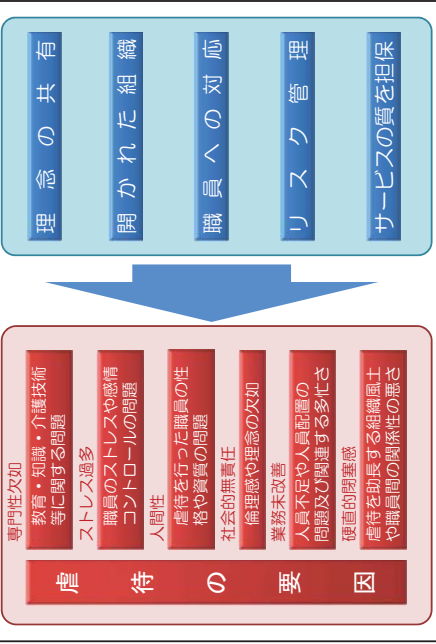 虐待の要因
専門性欠如
教育・知識・介護技術
等に関する問題
ストレス過多
職員のストレスや感情
コントロールの問題
人間性
虐待を行った職員の性
格や資質の問題
社会的無責任
倫理感や理念の欠如
業務未改善
人員不足や人員配置の
問題及び関連する多忙さ
硬直的閉塞感
虐待を助長する組織風土
や職員間の関係性の悪さ
理念の共有
開かれた組織
職員への対応
リスク管理
サービスの質を担保